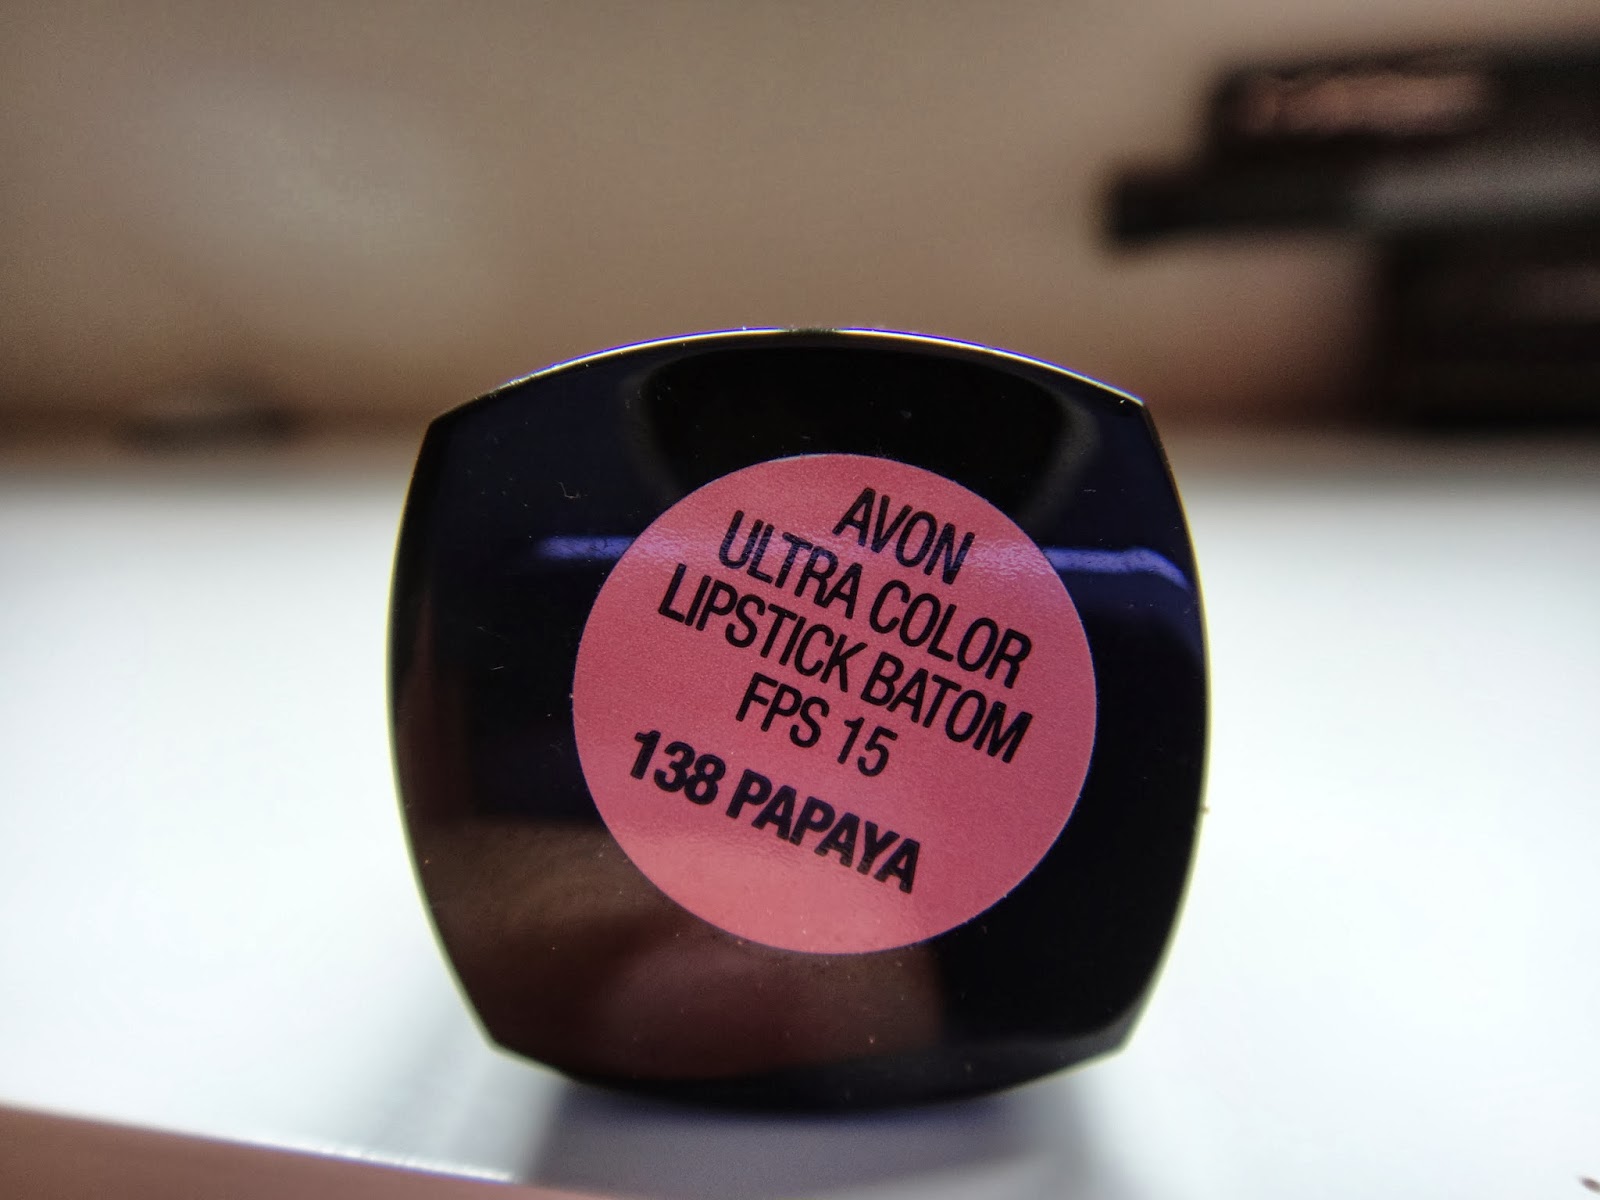 AVON
ULTRA COLOR
LIPSTICK BATOM
FPS 15
138 PAPAYA